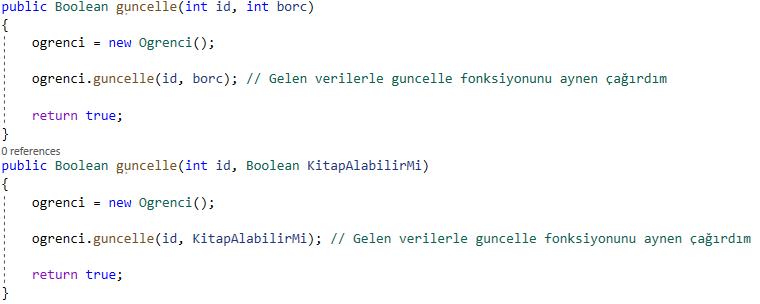 public Boolean guncelle(int id, int borc)
{
ogrenci = new Ogrenci();
ogrenci.guncelle(id, borc); // Gelen verilerle guncelle fonksiyonunu aynen çağırdım
return true;
}
0 references
public Boolean guncelle(int id, Boolean KitapAlabilirMi)
{
ogrenci = new Ogrenci();
ogrenci.guncelle(id, KitapAlabilirMi); // Gelen verilerle guncelle fonksiyonunu aynen çağırdım
return true;
}